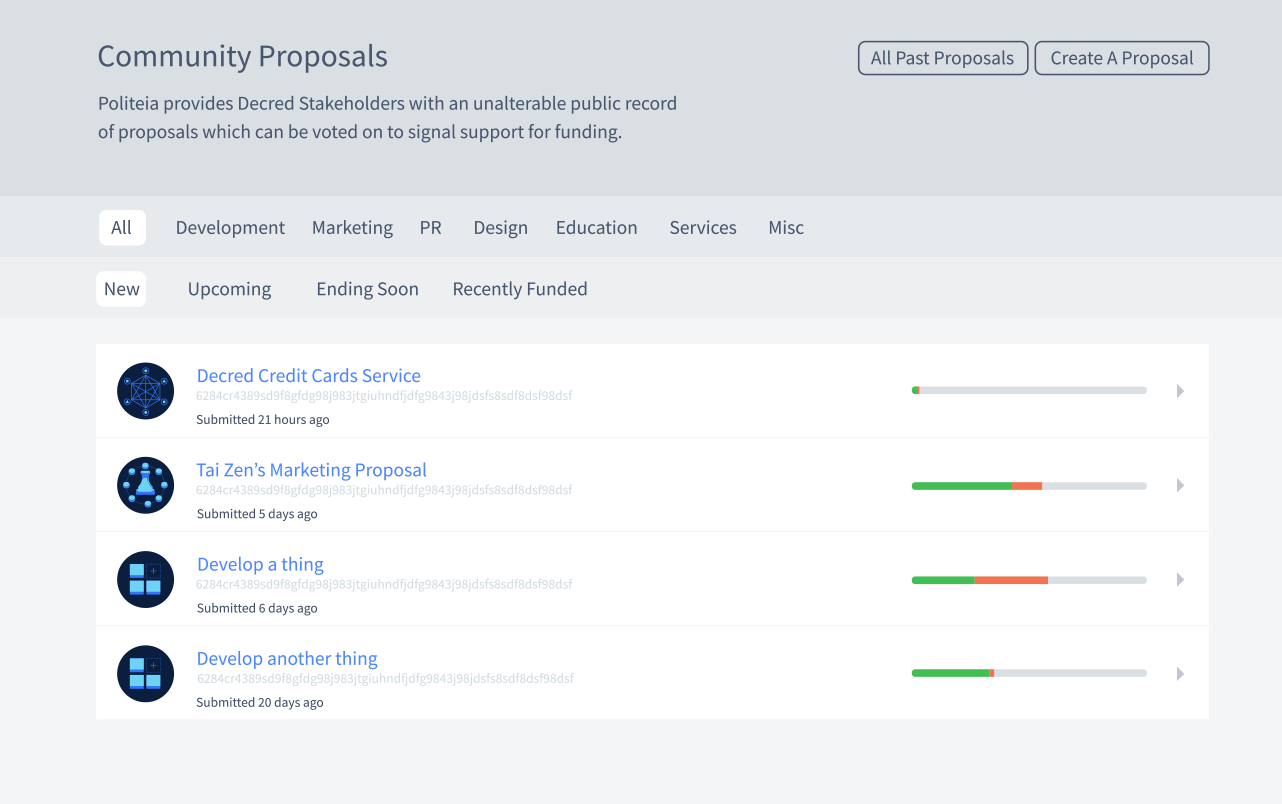 Community Proposals
All Past Proposals
Create A Proposal
Politeia provides Decred Stakeholders with an unalterable public record
of proposals which can be voted on to signal support for funding.
All Development Marketing PR Design Education Services Misc
New Upcoming Ending Soon Recently Funded
Decred Credit Cards Service
6284cr4389sd9f8gfdg98j983jtgiuhndfjdfg9843j98jdsfs8sdf8dsf98dsf
Submitted 21 hours ago
Tai Zen’s Marketing Proposal
6284cr4389sd9f8gfdg98j983jtgiuhndfjdfg9843j98jdsfs8sdf8dsf98dsf
Submitted 5 days ago
Develop a thing
6284cr4389sd9f8gfdg98j983jtgiuhndfjdfg9843j98jdsfs8sdf8dsf98dsf
Submitted 6 days ago
Develop another thing
6284cr4389sd9f8gfdg98j983jtgiuhndfjdfg9843j98jdsfs8sdf8dsf98dsf
Submitted 20 days ago